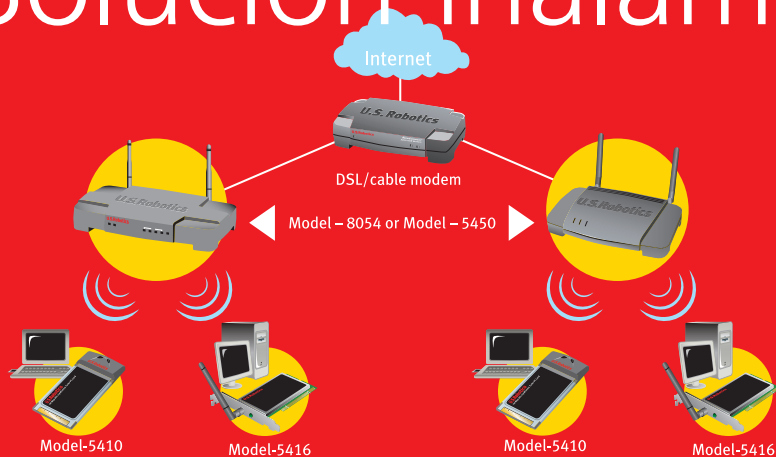 Internet
U.S. Robotics
DSL/cable modem
U.S.Robotics
Model – 8054 or Model – 5450
U.S.Robotics
Model-5410
Model-5416
Model-5410
Model-5416